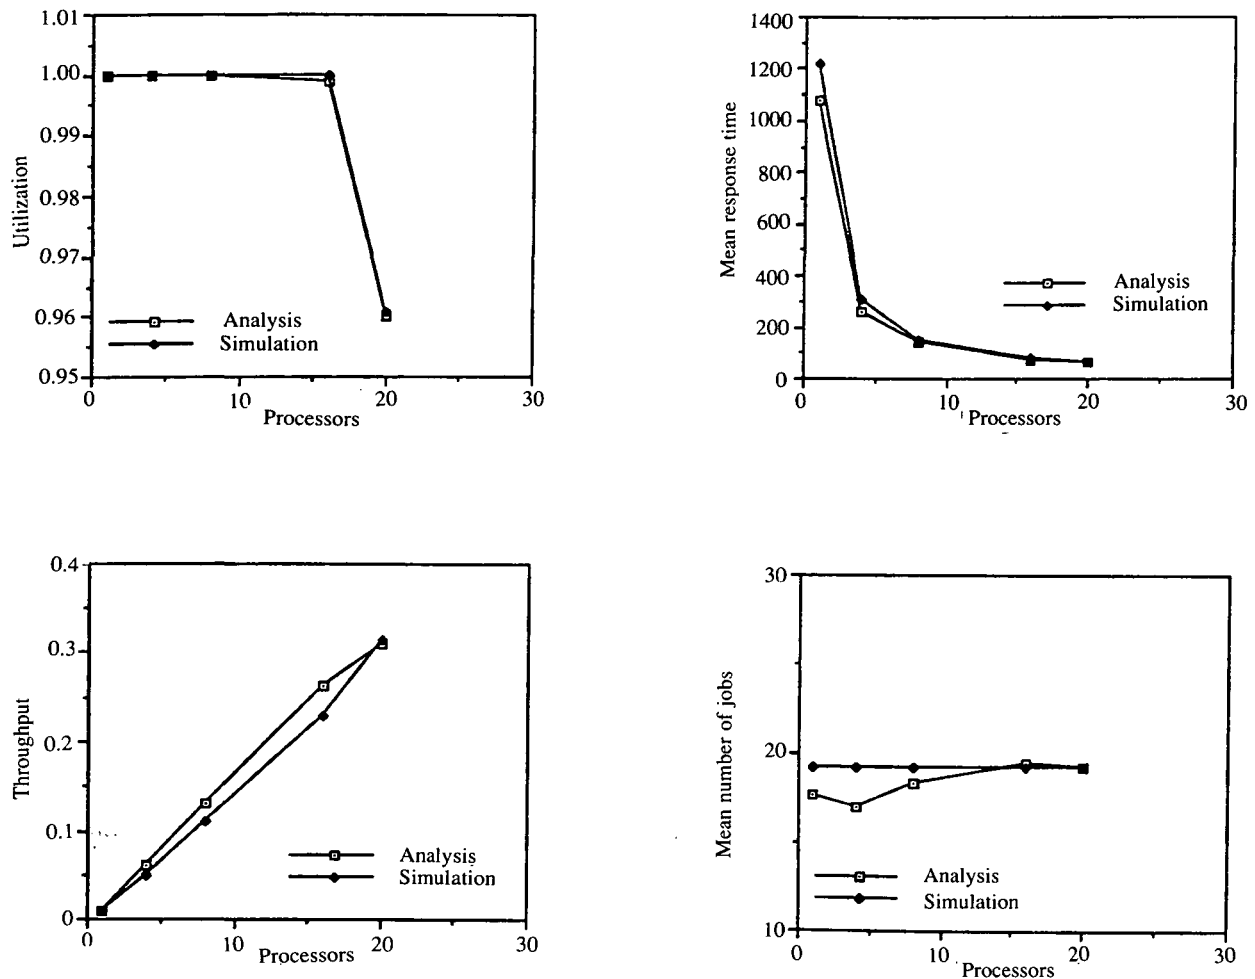 1.01
1.00
0.99
0.98
0.97
0.96
0.95
Utilization
Analysis
Simulation
0 10 20 30
Processors
1400
1200
1000
800
600
400
200
0
Mean response time
Analysis
Simulation
0 10 20 30
Processors
0.4
0.3
0.2
0.1
0
Throughput
Analysis
Simulation
0 10 20 30
Processors
30
20
10
Mean number of jobs
Analysis
Simulation
0 10 20 30
Processors